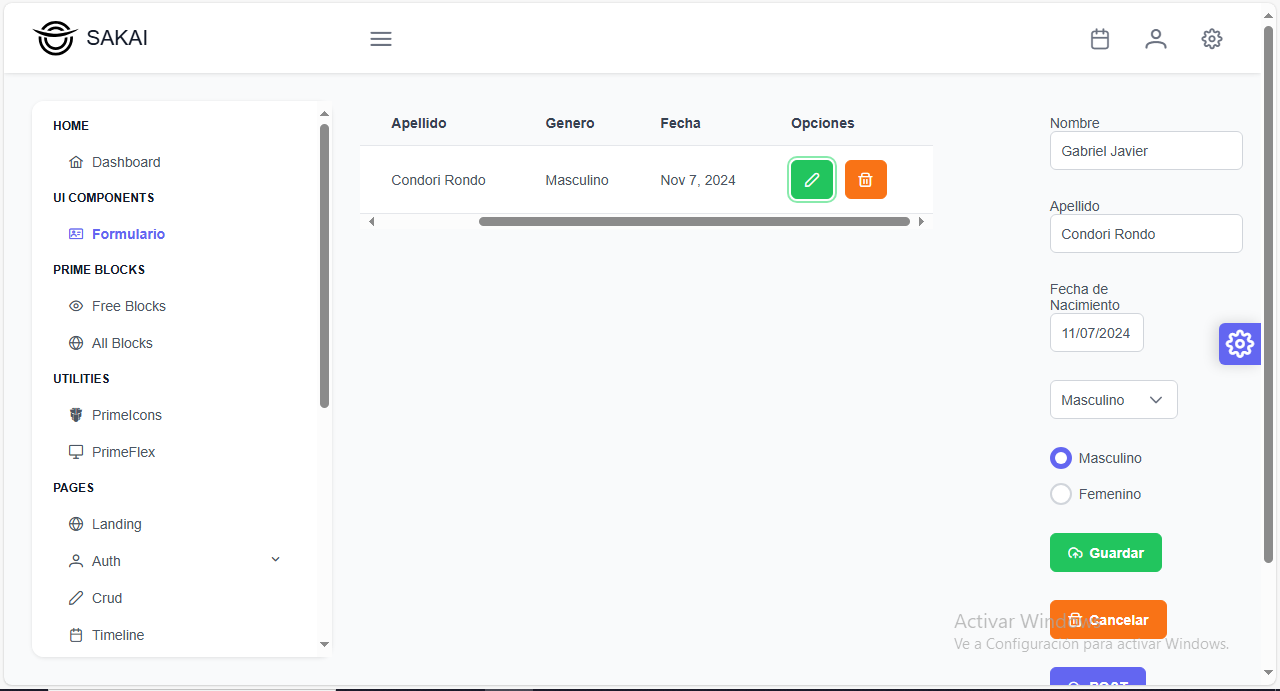 SAKAI
HOME
Dashboard
UI COMPONENTS
Formulario
PRIME BLOCKS
Free Blocks
All Blocks
UTILITIES
PrimeIcons
PrimeFlex
PAGES
Landing
Auth
Crud
Timeline
Apellido Genero Fecha Opciones
Condori Rondo Masculino Nov 7, 2024
Nombre
Gabriel Javier
Apellido
Condori Rondo
Fecha de
Nacimiento
11/07/2024
Masculino
Masculino
Femenino
Guardar
Cancelar
Activar Windows
Ve a Configuración para activar Windows.
POST